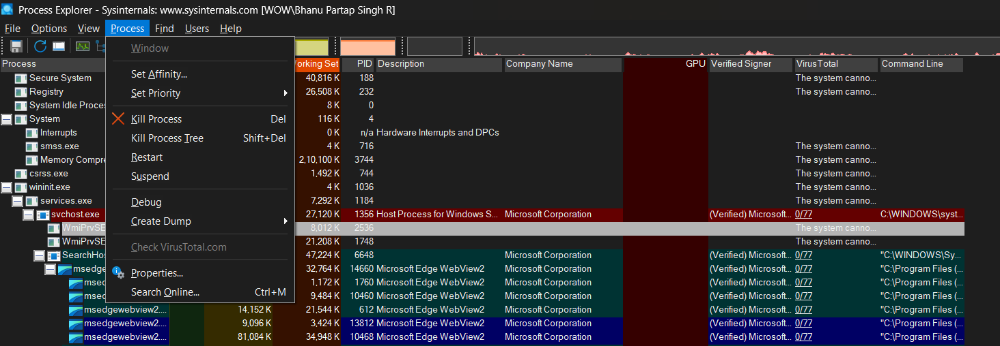 Process Explorer - Sysinternals: www.sysinternals.com [WOW\Bhanu Partap Singh R]
File Options View Process Find Users Help
Window
Set Affinity...
Set Priority
Kill Process Del
Kill Process Tree Shift+Del
Restart
Suspend
Debug
Create Dump
Check VirusTotal.com
Properties...
Search Online... Ctrl+M
Process orking Set PID Description Company Name GPU Verified Signer VirusTotal Command Line
Secure System 40,816 K 188 The system canno...
Registry 26,508 K 232 The system canno...
System Idle Proce 8 K 0
System 116 K 4
Interrupts 0 K n/a Hardware Interrupts and DPCs
smss.exe 4 K 716 The system canno...
Memory Compre 2,10,100 K 3744 The system canno...
csrss.exe 1,492 K 744 The system canno...
wininit.exe 4 K 1036 The system canno...
services.exe 7,292 K 1184 The system canno...
svchost.exe 27,120 K 1356 Host Process for Windows S... Microsoft Corporation (Verified) Microsoft... 0/77 C:\WINDOWS\syst...
WmiPrvSE 8,012 K 2536 The system canno...
WmiPrvSE 21,208 K 1748 The system canno...
SearchHos 47,224 K 6648 Microsoft Corporation (Verified) Microsoft... 0/77 "C:\WINDOWS\Sy...
msedge 32,764 K 14660 Microsoft Edge WebView2 Microsoft Corporation (Verified) Microsoft... 0/77 "C:\Program Files (...
msed 1,172 K 1760 Microsoft Edge WebView2 Microsoft Corporation (Verified) Microsoft... 0/77 "C:\Program Files (...
msed 9,484 K 10460 Microsoft Edge WebView2 Microsoft Corporation (Verified) Microsoft... 0/77 "C:\Program Files (...
msedgewebview2.... 14,152 K 21,544 K 612 Microsoft Edge WebView2 Microsoft Corporation (Verified) Microsoft... 0/77 "C:\Program Files (...
msedgewebview2.... 9,096 K 3,424 K 13812 Microsoft Edge WebView2 Microsoft Corporation (Verified) Microsoft... 0/77 "C:\Program Files (...
msedgewebview2.... 81,084 K 34,948 K 10468 Microsoft Edge WebView2 Microsoft Corporation (Verified) Microsoft... 0/77 "C:\Program Files (...